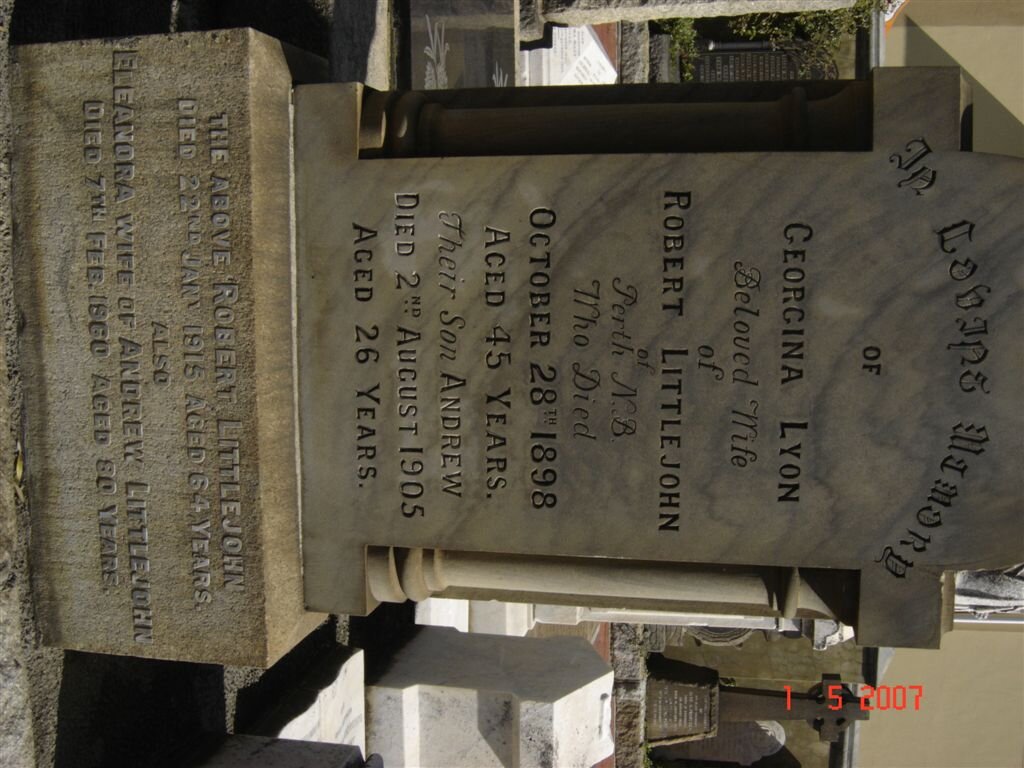 In Loving Memory
OF
GEORGINA LYON
Beloved Wife
of
ROBERT LITTLEJOHN
of
Perth N.B.
Who Died
OCTOBER 28TH 1898
AGED 45 YEARS.
Their Son ANDREW
DIED 2ND AUGUST 1905
AGED 26 YEARS.
THE ABOVE ROBERT LITTLEJOHN
DIED 22ND JANY 1915 AGED 64 YEARS.
ALSO
ELEANORA WIFE OF ANDREW LITTLEJOHN
DIED 7TH FEB. 1960 AGED 80 YEARS.
1 5 2007